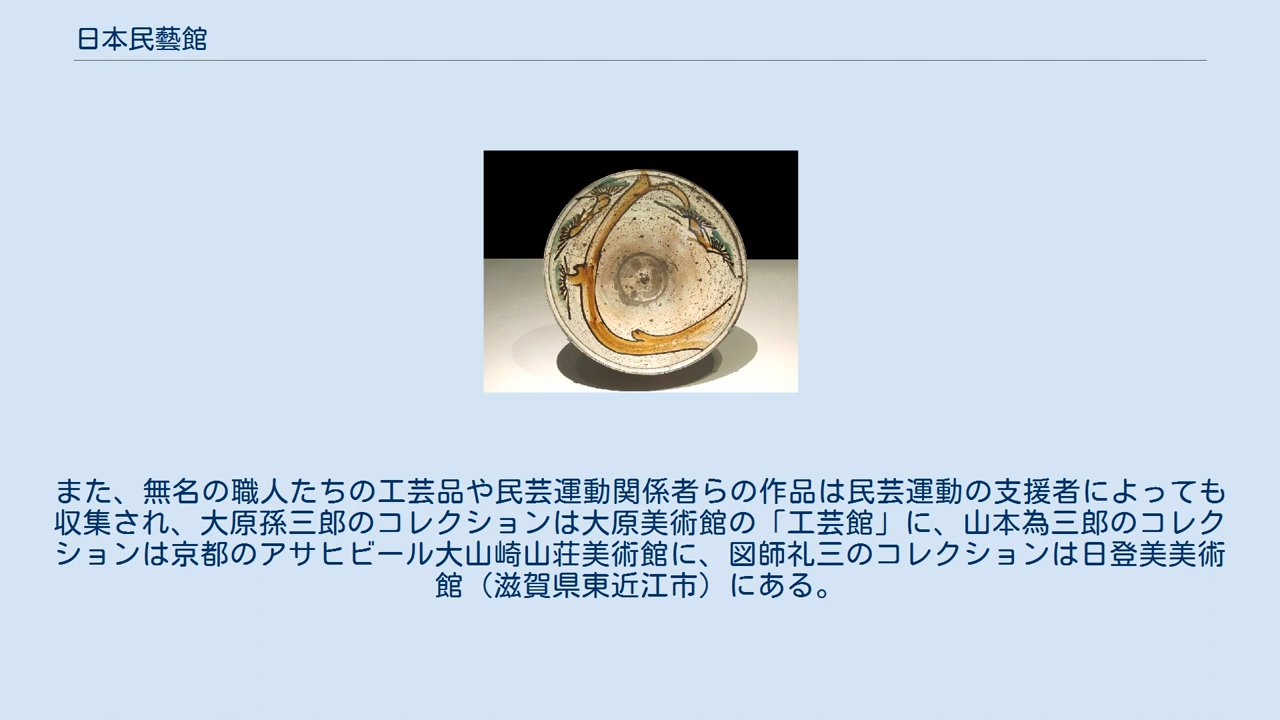 日本民藝館
また、無名の職人たちの工芸品や民芸運動関係者らの作品は民芸運動の支援者によっても
収集され、大原孫三郎のコレクションは大原美術館の「工芸館」に、山本為三郎のコレク
ションは京都のアサヒビール大山崎山荘美術館に、図師礼三のコレクションは日登美美術
館（滋賀県東近江市）にある。